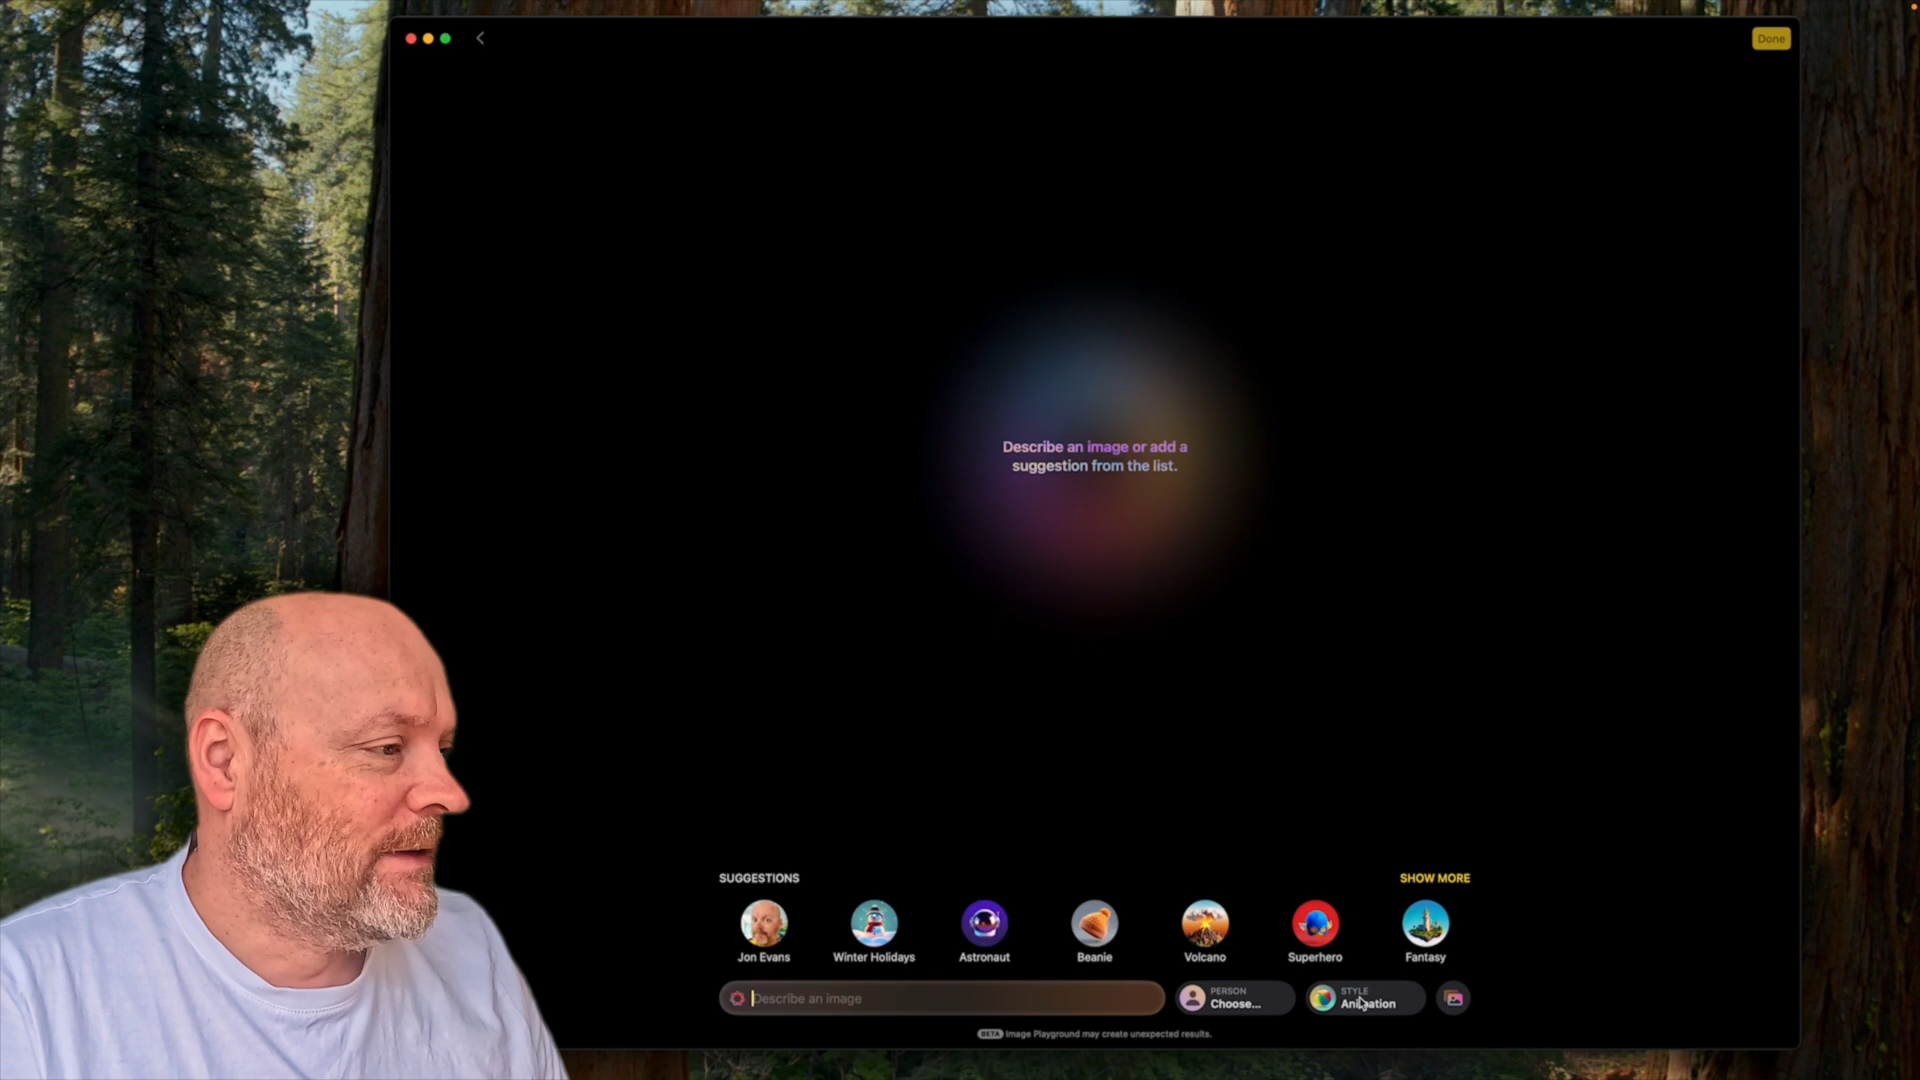 Done
Describe an image or add a
suggestion from the list.
SUGGESTIONS
SHOW MORE
Jon Evans
Winter Holidays
Astronaut
Beanie
Volcano
Superhero
Fantasy
Describe an image
PERSON
Choose...
STYLE
Animation
BETA Image Playground may create unexpected results.